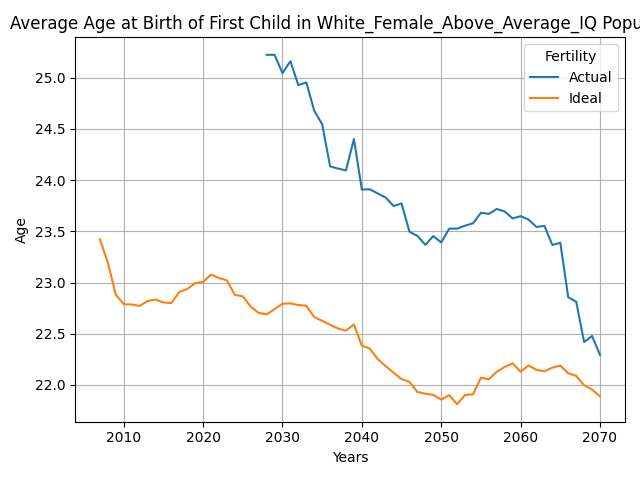 Average Age at Birth of First Child in White_Female_Above_Average_IQ Popu
Fertility
Actual
Ideal
25.0
24.5
24.0
23.5
23.0
22.5
22.0
Age
2010 2020 2030 2040 2050 2060 2070
Years